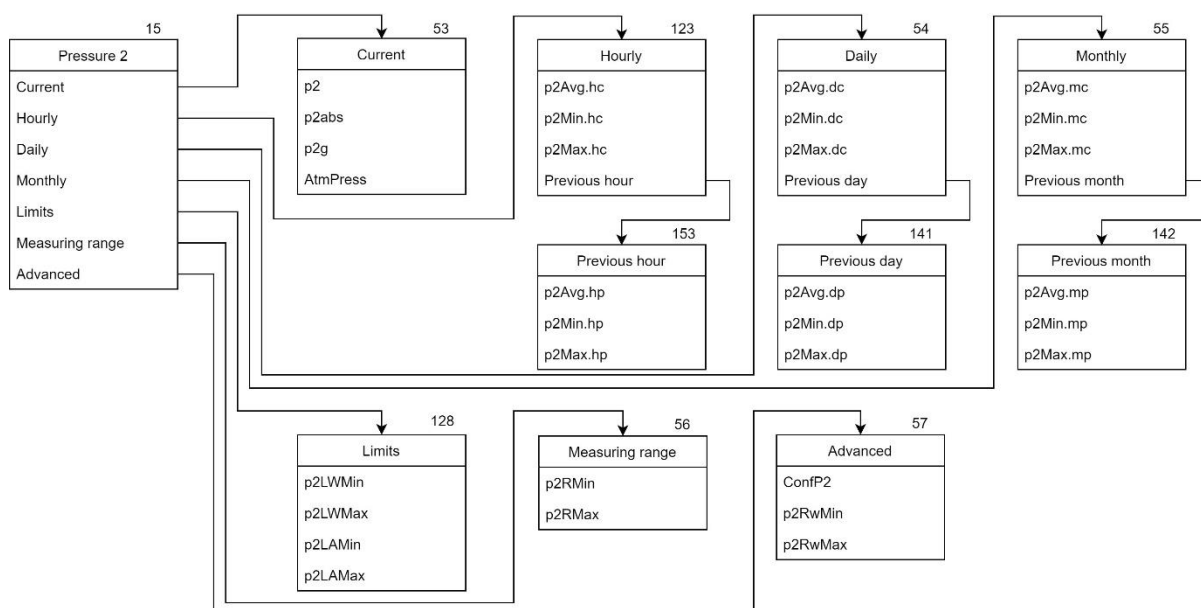 15
Pressure 2
Current
Hourly
Daily
Monthly
Limits
Measuring range
Advanced
53
Current
p2
p2abs
p2g
AtmPress
123
Hourly
p2Avg.hc
p2Min.hc
p2Max.hc
Previous hour
54
Daily
p2Avg.dc
p2Min.dc
p2Max.dc
Previous day
55
Monthly
p2Avg.mc
p2Min.mc
p2Max.mc
Previous month
153
Previous hour
p2Avg.hp
p2Min.hp
p2Max.hp
141
Previous day
p2Avg.dp
p2Min.dp
p2Max.dp
142
Previous month
p2Avg.mp
p2Min.mp
p2Max.mp
128
Limits
p2LWMin
p2LWMax
p2LAMin
p2LAMax
56
Measuring range
p2RMin
p2RMax
57
Advanced
ConfP2
p2RwMin
p2RwMax